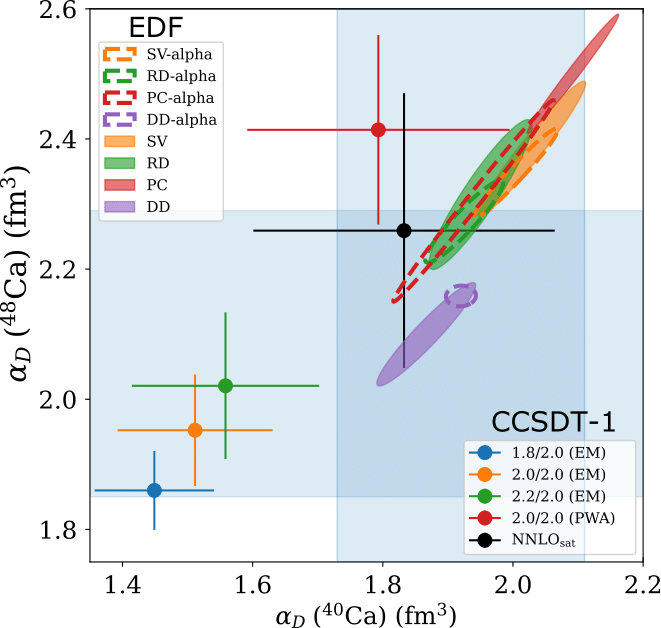 2.6
2.4
2.2
2.0
1.8
α_D (⁴⁸Ca) (fm³)
EDF
SV-alpha
RD-alpha
PC-alpha
DD-alpha
SV
RD
PC
DD
CCSDT-1
1.8/2.0 (EM)
2.0/2.0 (EM)
2.2/2.0 (EM)
2.0/2.0 (PWA)
NNLO_sat
1.4 1.6 1.8 2.0 2.2
α_D (⁴⁰Ca) (fm³)